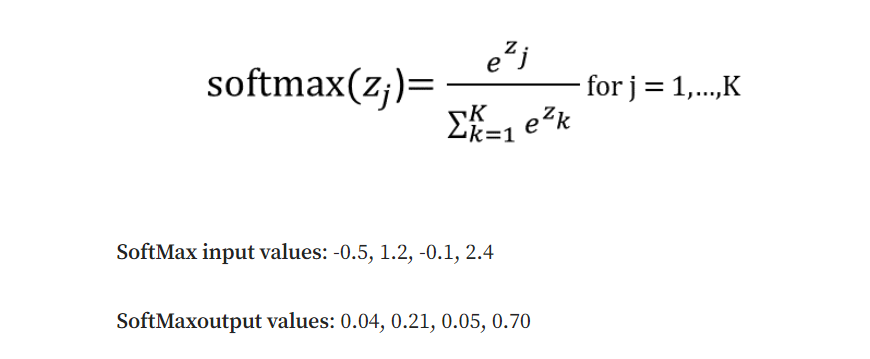 softmax(z_j)= e^{z_j} / Σ_{k=1}^{K} e^{z_k} for j = 1,...,K
SoftMax input values: -0.5, 1.2, -0.1, 2.4
SoftMaxoutput values: 0.04, 0.21, 0.05, 0.70